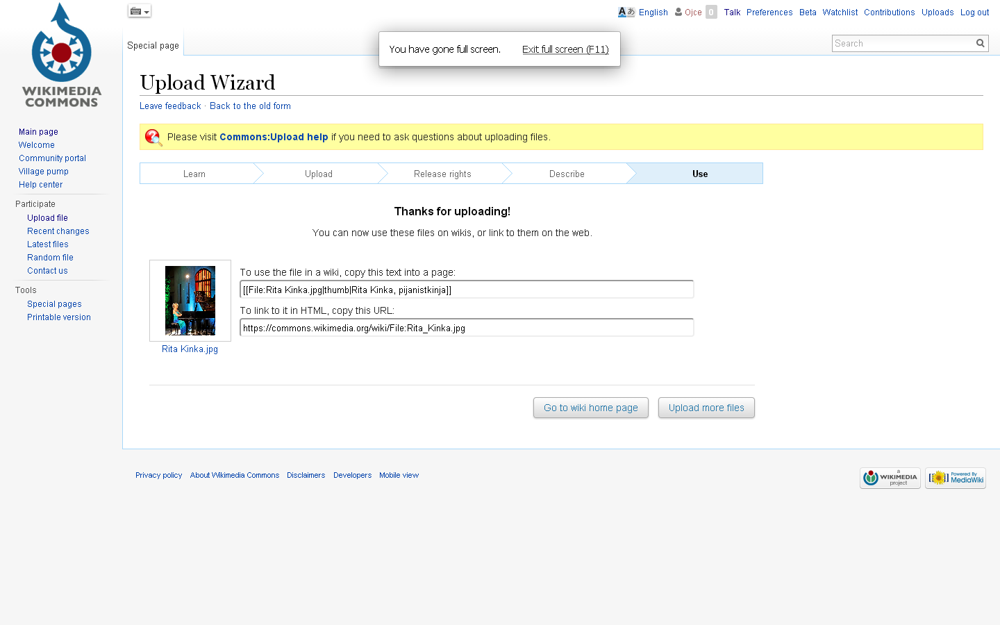 English Ojce 0 Talk Preferences Beta Watchlist Contributions Uploads Log out
Special page
You have gone full screen. Exit full screen (F11)
Search
WIKIMEDIA
COMMONS
Main page
Welcome
Community portal
Village pump
Help center
Participate
Upload file
Recent changes
Latest files
Random file
Contact us
Tools
Special pages
Printable version
Upload Wizard
Leave feedback · Back to the old form
Please visit Commons:Upload help if you need to ask questions about uploading files.
Learn Upload Release rights Describe Use
Thanks for uploading!
You can now use these files on wikis, or link to them on the web.
To use the file in a wiki, copy this text into a page:
[[File:Rita Kinka.jpg|thumb|Rita Kinka, pijanistkinja]]
To link to it in HTML, copy this URL:
https://commons.wikimedia.org/wiki/File:Rita_Kinka.jpg
Rita Kinka.jpg
Go to wiki home page Upload more files
Privacy policy About Wikimedia Commons Disclaimers Developers Mobile view
a
WIKIMEDIA
project
Powered By
MediaWiki